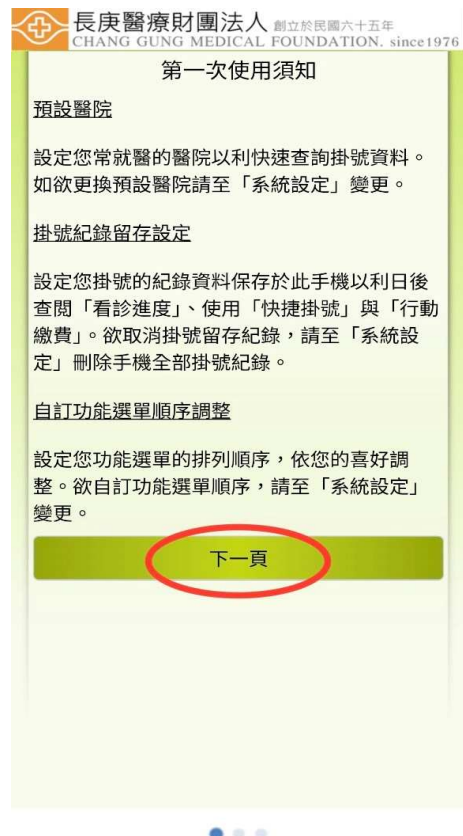 長庚醫療財團法人 創立於民國六十五年
CHANG GUNG MEDICAL FOUNDATION. since1976
第一次使用須知
預設醫院
設定您常就醫的醫院以利快速查詢掛號資料。
如欲更換預設醫院請至「系統設定」變更。
掛號紀錄留存設定
設定您掛號的紀錄資料保存於此手機以利日後
查閱「看診進度」、使用「快捷掛號」與「行動
繳費」。欲取消掛號留存紀錄，請至「系統設
定」刪除手機全部掛號紀錄。
自訂功能選單順序調整
設定您功能選單的排列順序，依您的喜好調
整。欲自訂功能選單順序，請至「系統設定」
變更。
下一頁